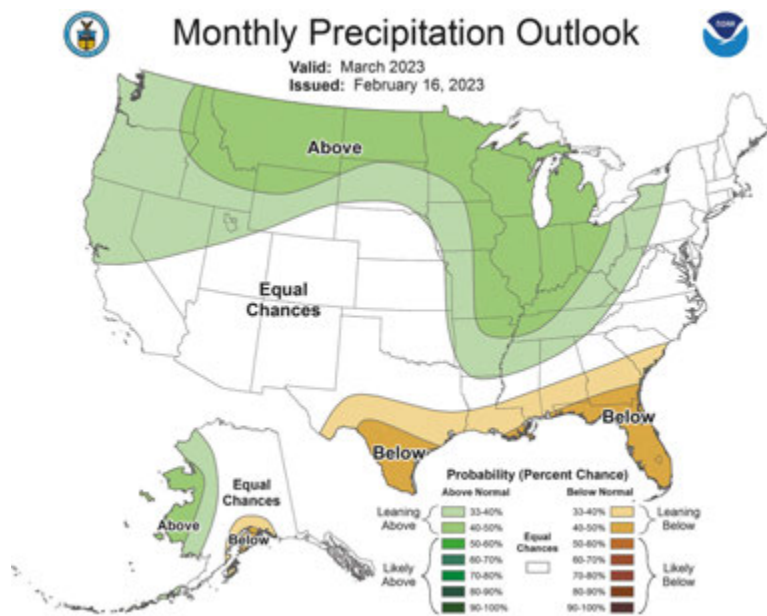 Monthly Precipitation Outlook
Valid: March 2023
Issued: February 16, 2023
Above
Equal
Chances
Below
Below
Equal
Chances
Above
Below
Probability (Percent Chance)
Above Normal
Below Normal
Leaning
Above
33-40%
40-50%
Likely
Above
50-60%
60-70%
70-80%
80-90%
90-100%
Equal
Chances
33-40%
40-50%
Leaning
Below
50-60%
60-70%
70-80%
80-90%
90-100%
Likely
Below